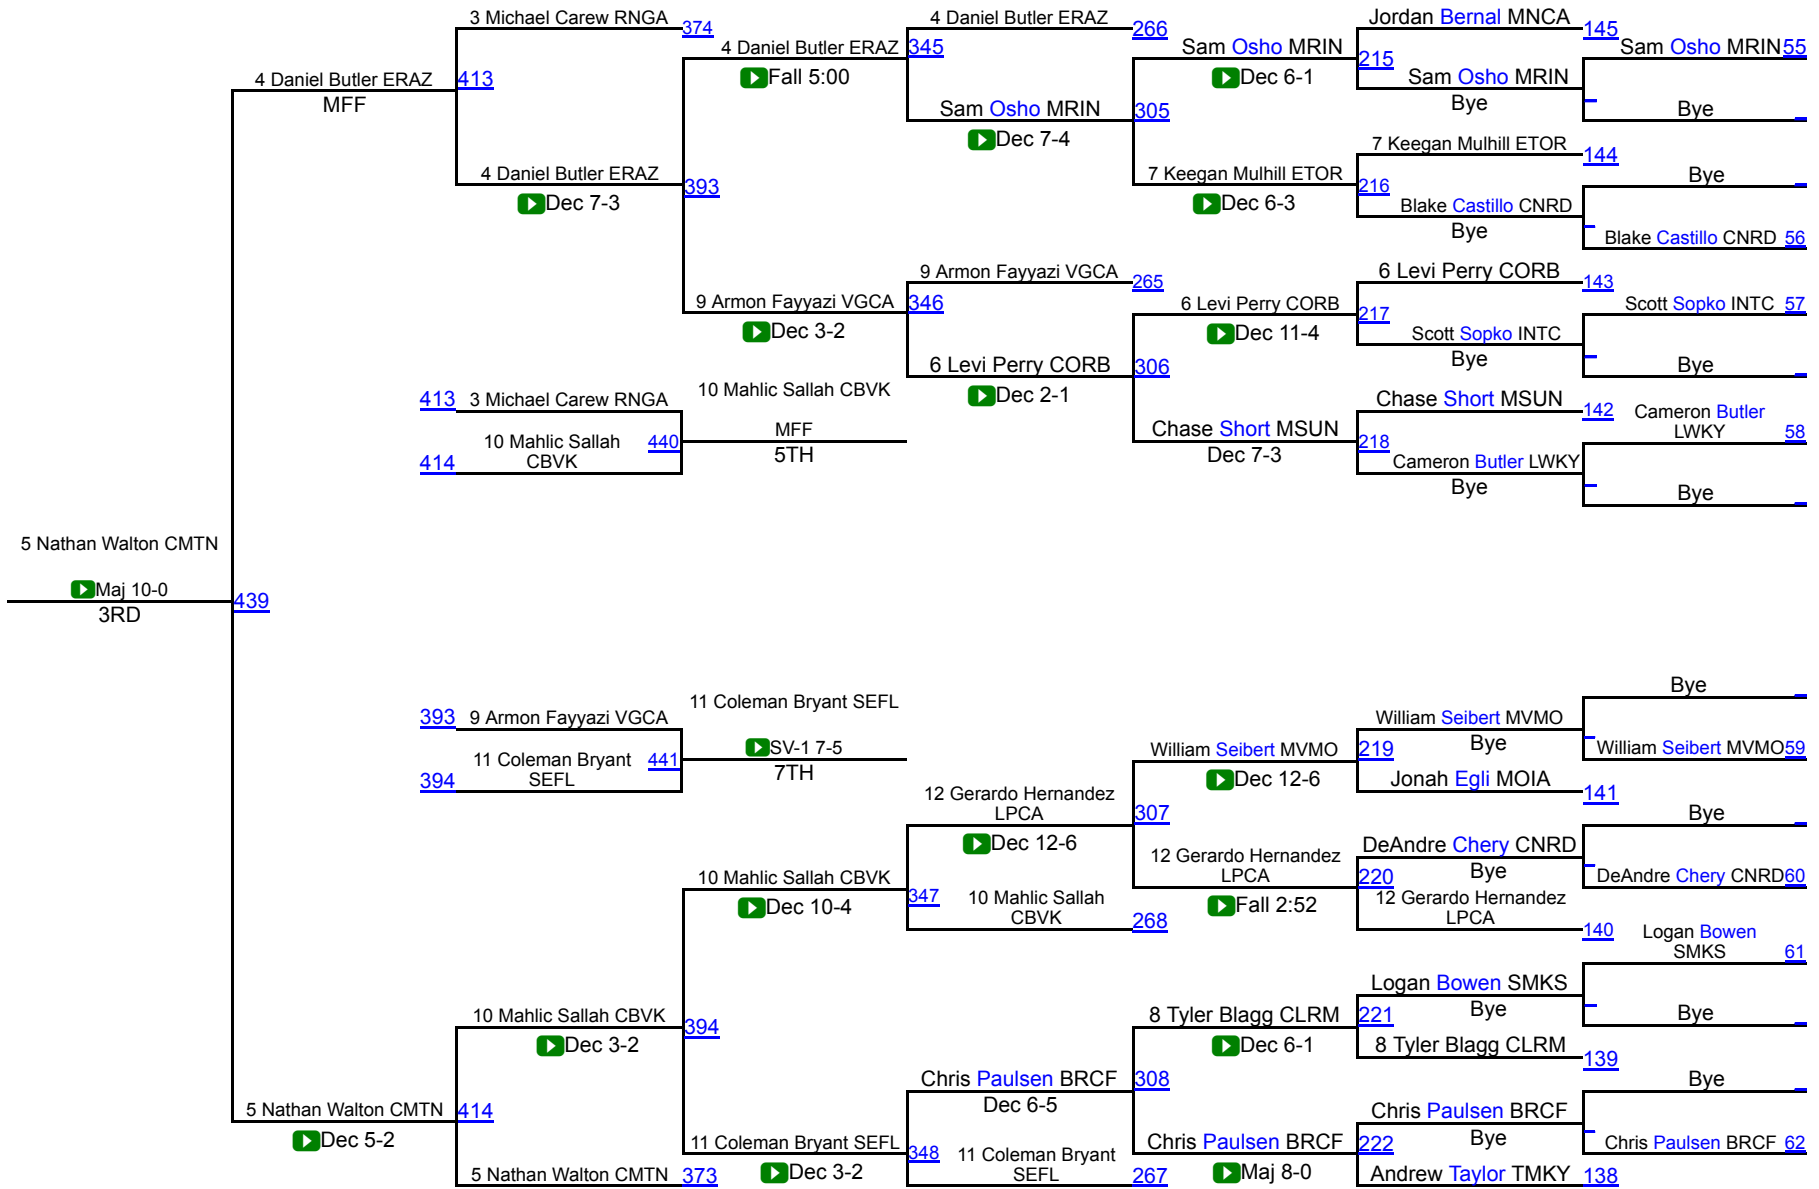 3 Michael Carew RNGA
374
4 Daniel Butler ERAZ
266
Jordan Bernal MNCA
145
4 Daniel Butler ERAZ
345
Sam Osho MRIN
215
Sam Osho MRIN
55
Fall 5:00
Dec 6-1
Sam Osho MRIN
4 Daniel Butler ERAZ
413
Bye
Bye
MFF
Sam Osho MRIN
305
Dec 7-4
7 Keegan Mulhill ETOR
144
4 Daniel Butler ERAZ
393
7 Keegan Mulhill ETOR
216
Bye
Dec 7-3
Dec 6-3
Blake Castillo CNRD
Bye
Blake Castillo CNRD
56
9 Armon Fayyazi VGCA
265
6 Levi Perry CORB
143
9 Armon Fayyazi VGCA
346
6 Levi Perry CORB
217
Scott Sopko INTC
57
Dec 3-2
Dec 11-4
Scott Sopko INTC
Bye
Bye
6 Levi Perry CORB
306
10 Mahlic Sallah CBVK
Dec 2-1
413
3 Michael Carew RNGA
Chase Short MSUN
142
Cameron Butler
LWKY
58
MFF
5TH
10 Mahlic Sallah
CBVK
440
414
Chase Short MSUN
218
Dec 7-3
Cameron Butler LWKY
Bye
Bye
5 Nathan Walton CMTN
Maj 10-0
439
3RD
Bye
11 Coleman Bryant SEFL
393
9 Armon Fayyazi VGCA
William Seibert MVMO
Bye
SV-1 7-5
7TH
11 Coleman Bryant
SEFL
441
394
William Seibert MVMO
219
William Seibert MVMO
59
Dec 12-6
Jonah Egli MOIA
141
12 Gerardo Hernandez
LPCA
307
Bye
Dec 12-6
DeAndre Chery CNRD
Bye
12 Gerardo Hernandez
LPCA
220
DeAndre Chery CNRD
60
10 Mahlic Sallah CBVK
347
Dec 10-4
10 Mahlic Sallah
CBVK
268
Fall 2:52
12 Gerardo Hernandez
LPCA
140
Logan Bowen
SMKS
61
Logan Bowen SMKS
Bye
Bye
10 Mahlic Sallah CBVK
394
8 Tyler Blagg CLRM
221
Dec 3-2
Dec 6-1
8 Tyler Blagg CLRM
139
Chris Paulsen BRCF
308
Bye
Dec 6-5
5 Nathan Walton CMTN
414
Chris Paulsen BRCF
Bye
Dec 5-2
11 Coleman Bryant SEFL
348
Chris Paulsen BRCF
222
Chris Paulsen BRCF
62
11 Coleman Bryant
SEFL
267
5 Nathan Walton CMTN
373
Dec 3-2
Maj 8-0
Andrew Taylor TMKY
138